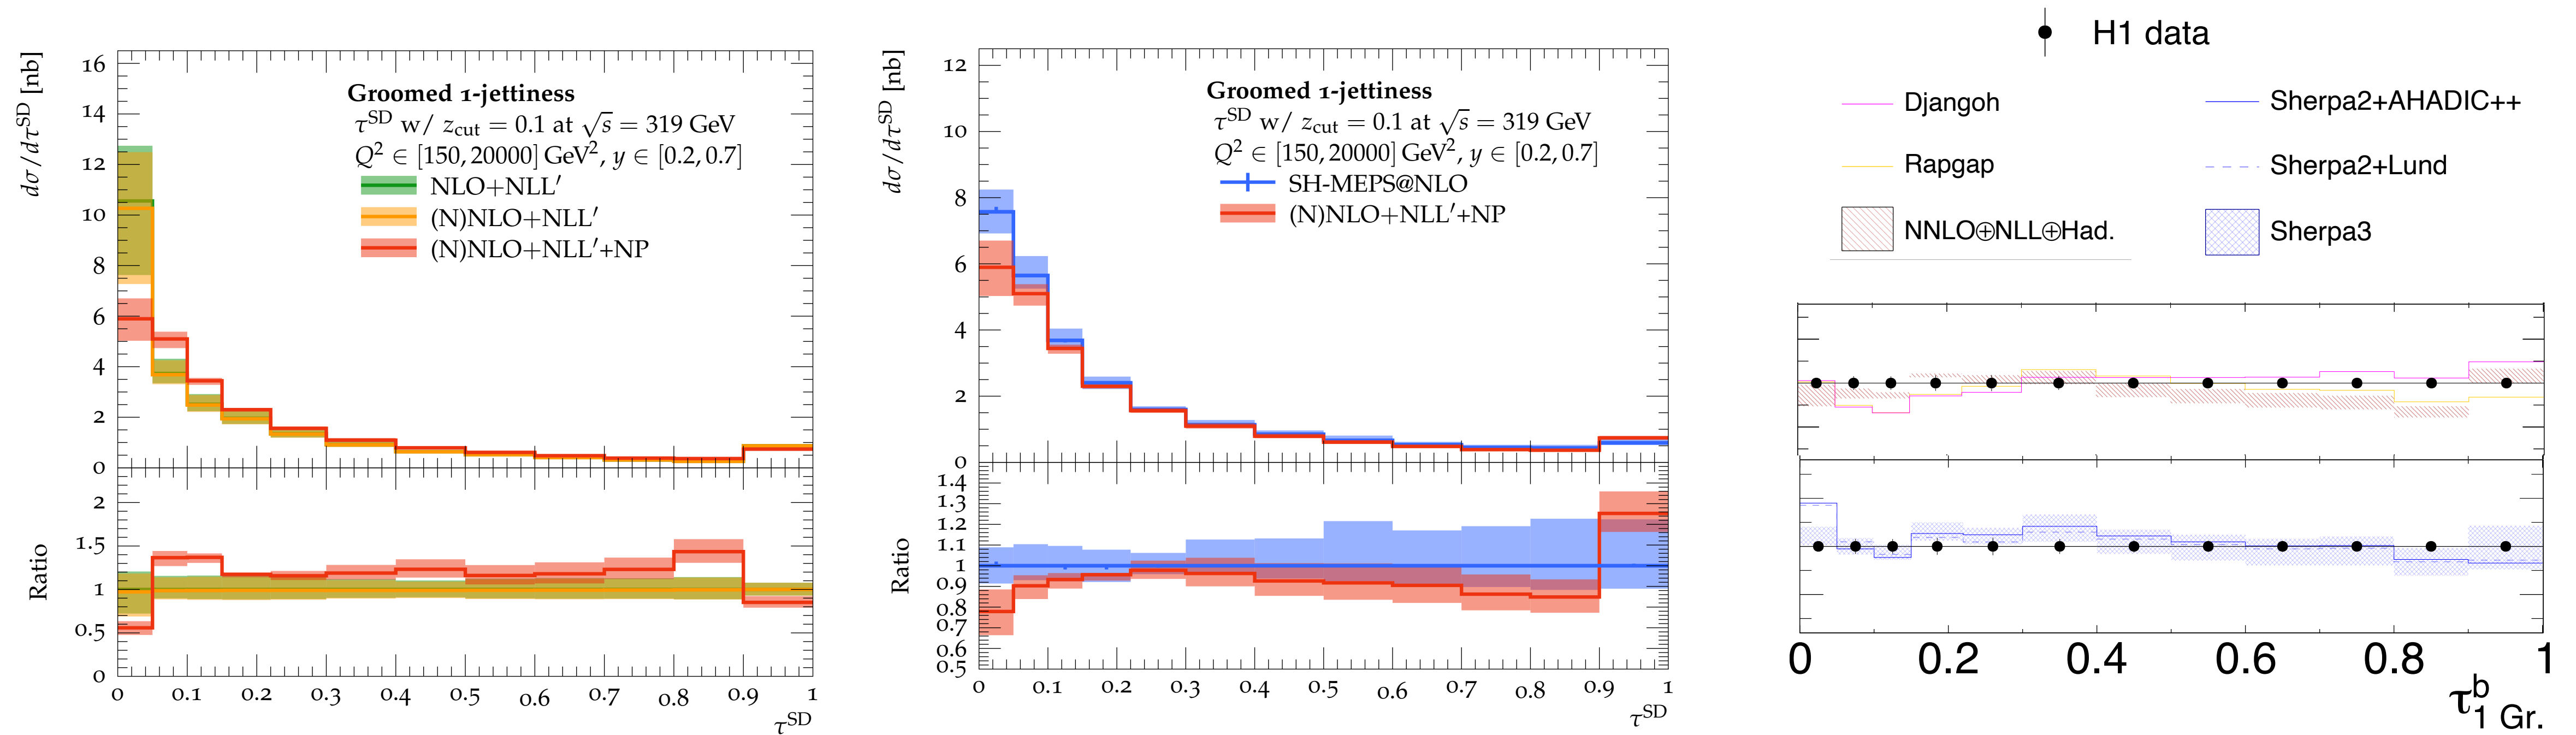 dσ/dτ^SD [nb]
16
14
12
10
8
6
4
2
0
Groomed 1-jettiness
τ^SD w/ z_cut = 0.1 at √s = 319 GeV
Q² ∈ [150, 20000] GeV², y ∈ [0.2, 0.7]
NLO+NLL′
(N)NLO+NLL′
(N)NLO+NLL′+NP
Ratio
2
1.5
1
0.5
0
0 0.1 0.2 0.3 0.4 0.5 0.6 0.7 0.8 0.9 1
τ^SD
dσ/dτ^SD [nb]
12
10
8
6
4
2
0
Groomed 1-jettiness
τ^SD w/ z_cut = 0.1 at √s = 319 GeV
Q² ∈ [150, 20000] GeV², y ∈ [0.2, 0.7]
SH-MEPS@NLO
(N)NLO+NLL′+NP
Ratio
1.4
1.3
1.2
1.1
1
0.9
0.8
0.7
0.6
0.5
0 0.1 0.2 0.3 0.4 0.5 0.6 0.7 0.8 0.9 1
τ^SD
H1 data
Djangoh
Sherpa2+AHADIC++
Rapgap
Sherpa2+Lund
NNLO⊕NLL⊕Had.
Sherpa3
0 0.2 0.4 0.6 0.8 1
τ^b_1 Gr.